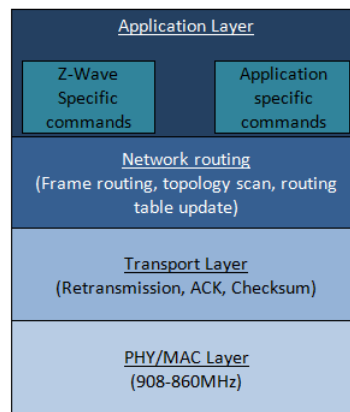 Application Layer
Z-Wave
Specific
commands
Application
specific
commands
Network routing
(Frame routing, topology scan, routing
table update)
Transport Layer
(Retransmission, ACK, Checksum)
PHY/MAC Layer
(908-860MHz)